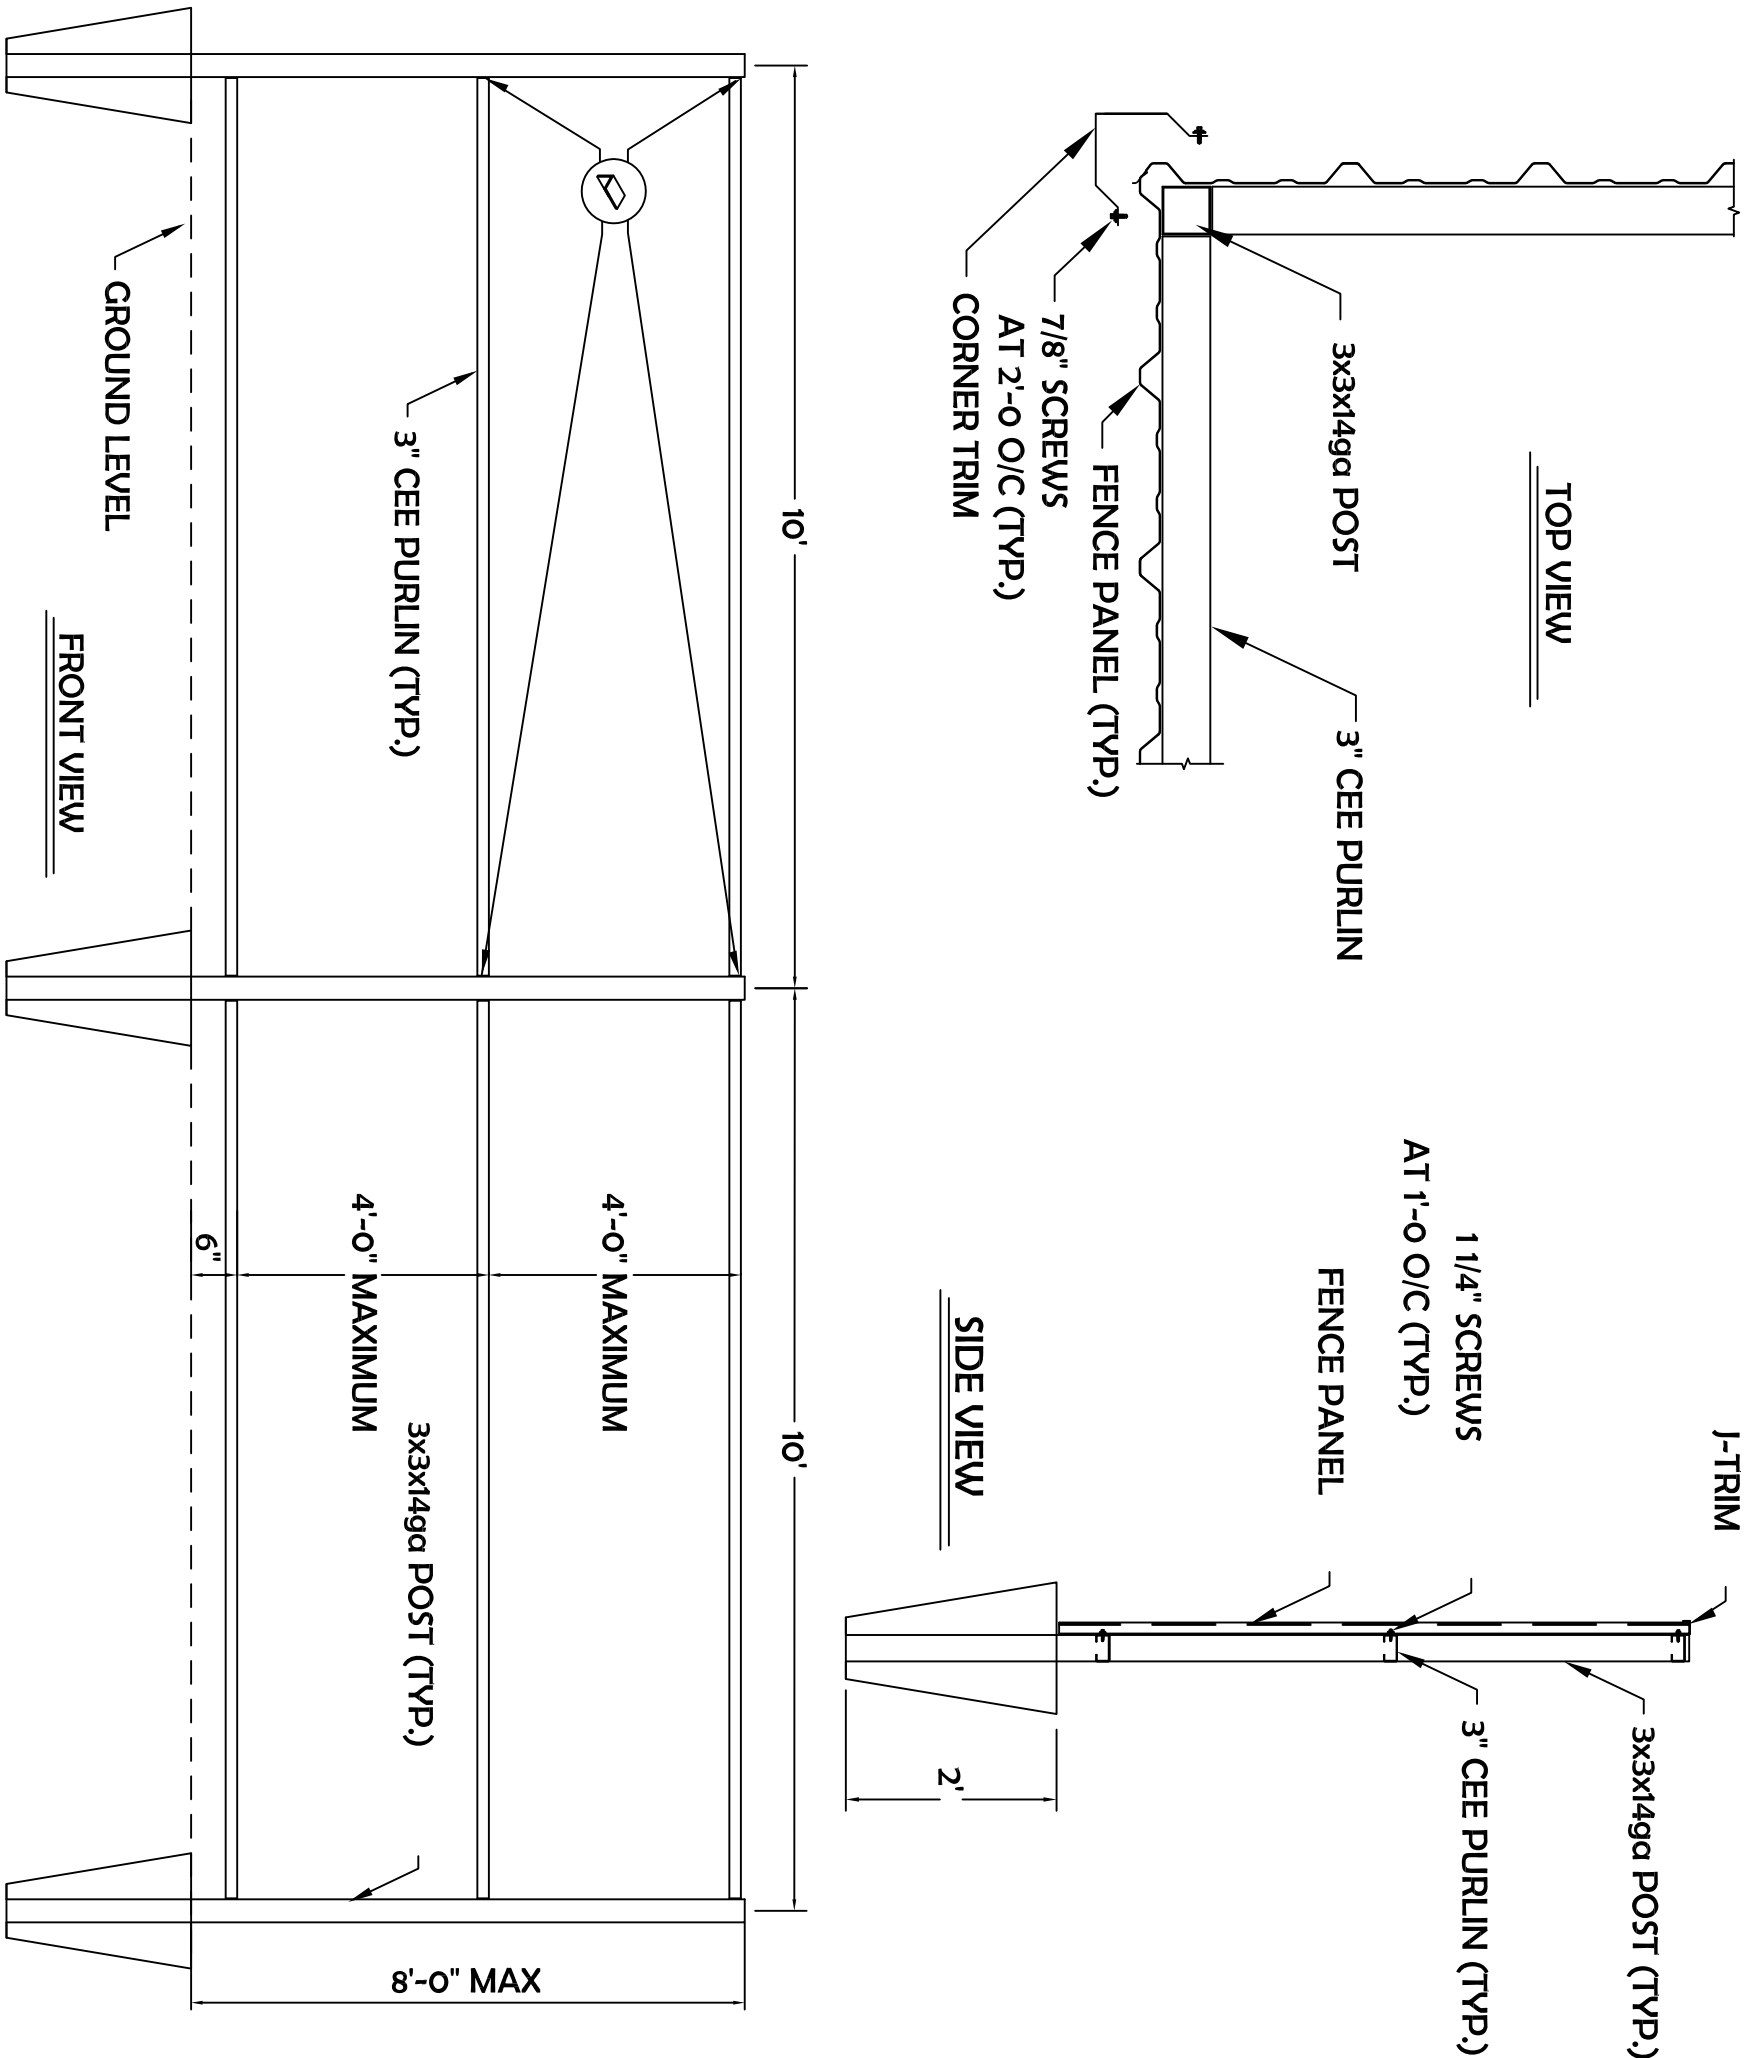 TOP VIEW
3x3x14ga POST
3" CEE PURLIN
FENCE PANEL (TYP.)
7/8" SCREWS
AT 2'-0 O/C (TYP.)
CORNER TRIM
J-TRIM
3x3x14ga POST (TYP.)
1 1/4" SCREWS
AT 1'-0 O/C (TYP.)
3" CEE PURLIN (TYP.)
FENCE PANEL
2'
SIDE VIEW
10'
10'
4'-0" MAXIMUM
3" CEE PURLIN (TYP.)
3x3x14ga POST (TYP.)
4'-0" MAXIMUM
8'-0" MAX
6"
GROUND LEVEL
FRONT VIEW